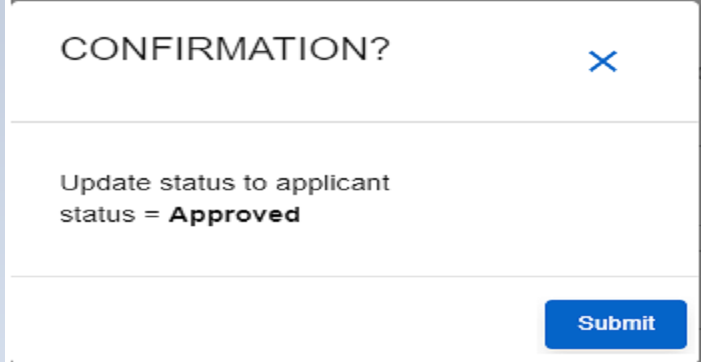 CONFIRMATION?
Update status to applicant
status = Approved
Submit